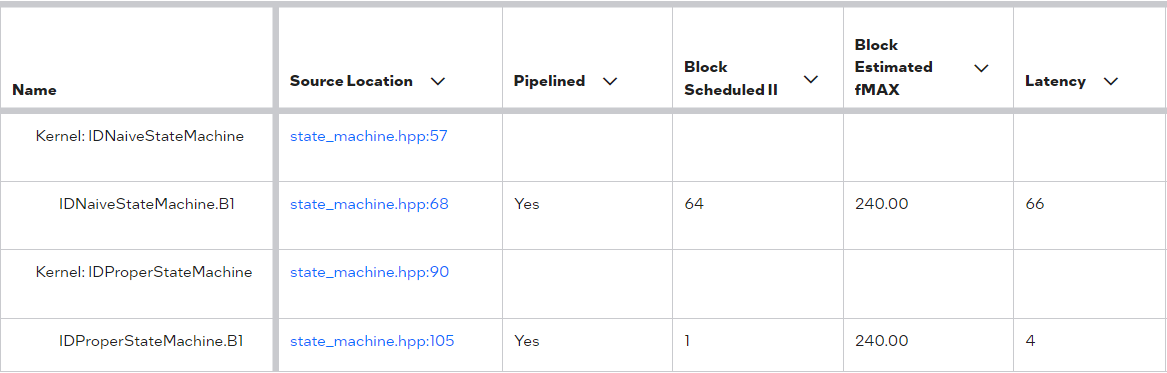 Name Source Location Pipelined Block Scheduled II Block Estimated fMAX Latency
Kernel: IDNaiveStateMachine state_machine.hpp:57
IDNaiveStateMachine.B1 state_machine.hpp:68 Yes 64 240.00 66
Kernel: IDProperStateMachine state_machine.hpp:90
IDProperStateMachine.B1 state_machine.hpp:105 Yes 1 240.00 4